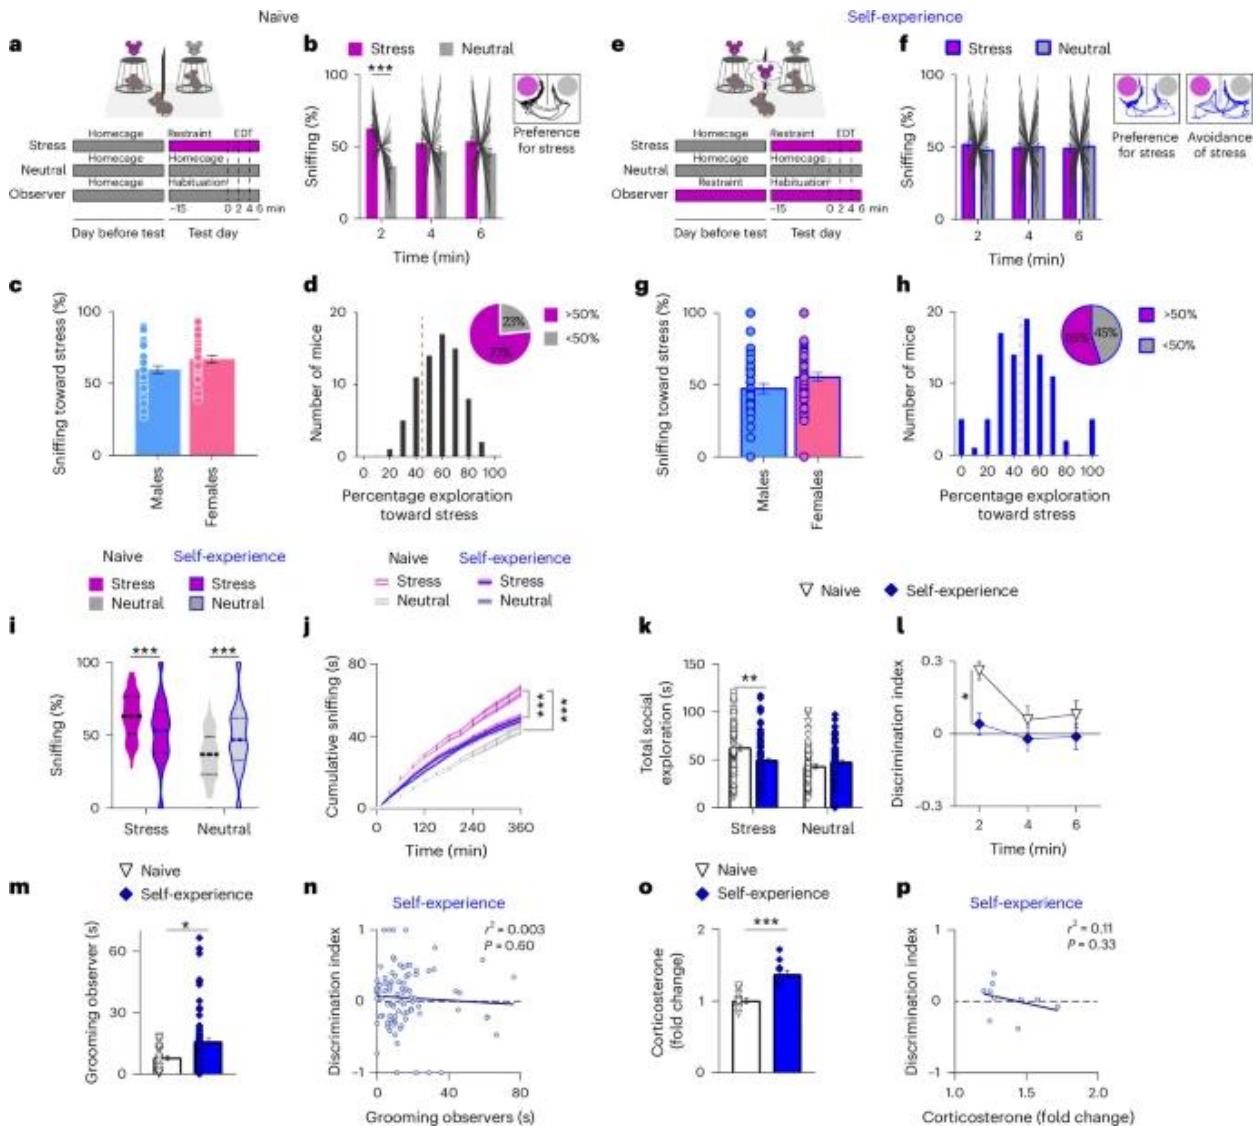 Naïve
Self-experience
a
Stress
Neutral
Observer
Homecage
Restraint
EDT
Homecage
Homecage
Homecage
Habituation
−15
0 2 4 6 min
Day before test
Test day
b
Stress
Neutral
***
Sniffing (%)
100
50
0
2
4
6
Time (min)
Preference
for stress
e
Stress
Neutral
Observer
Homecage
Restraint
EDT
Homecage
Homecage
Restraint
Habituation
−15
0 2 4 6 min
Day before test
Test day
f
Stress
Neutral
Sniffing (%)
100
50
0
2
4
6
Time (min)
Preference
for stress
Avoidance
of stress
c
Sniffing toward stress (%)
100
50
0
Males
Females
d
Number of mice
20
10
0
0 20 40 60 80 100
Percentage exploration
toward stress
23%
77%
>50%
<50%
g
Sniffing toward stress (%)
100
50
0
Males
Females
h
Number of mice
20
10
0
0 20 40 60 80 100
Percentage exploration
toward stress
55%
45%
>50%
<50%
Naive
Self-experience
Stress
Stress
Neutral
Neutral
i
Sniffing (%)
100
50
0
***
***
Stress
Neutral
Naive
Self-experience
Stress
Stress
Neutral
Neutral
j
Cumulative sniffing (s)
80
40
0
0
120
240
360
Time (min)
***
***
Naive
Self-experience
k
Total social
exploration (s)
150
100
50
0
**
Stress
Neutral
l
Discrimination index
0.3
0
−0.3
*
2
4
6
Time (min)
m
Naive
Self-experience
Grooming observer (s)
60
30
0
*
n
Self-experience
r² = 0.003
P = 0.60
Discrimination index
1
0
−1
0
40
80
Grooming observers (s)
o
Naive
Self-experience
Corticosterone
(fold change)
2
1
0
***
p
Self-experience
r² = 0.11
P = 0.33
Discrimination index
1
0
−1
1.0
1.5
2.0
Corticosterone (fold change)